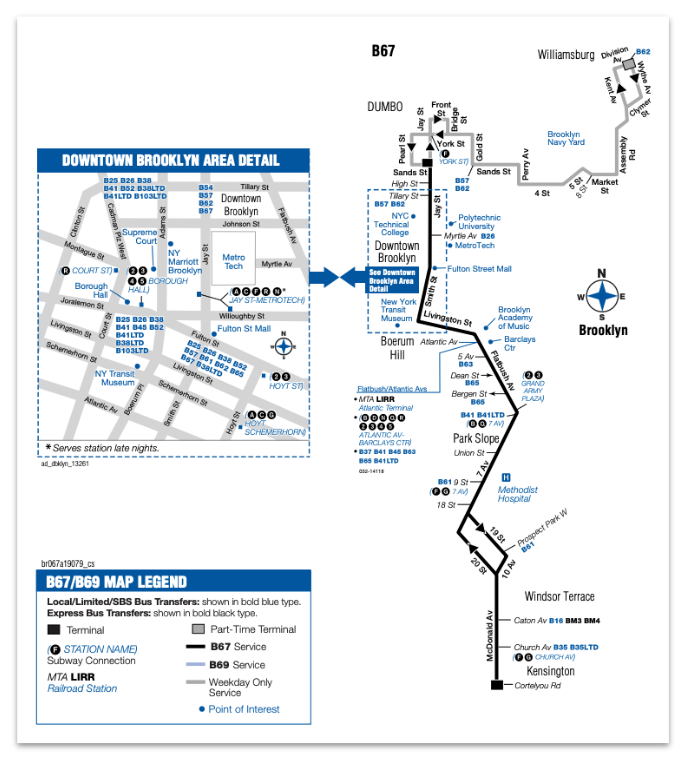 B67
Williamsburg
Division
Av
B62
Wythe Av
Kent Av
Clymer
St
DUMBO
Front
St
Jay St
Bridge
St
Pearl St
York St
(F
YORK ST)
Gold St
Brooklyn
Navy Yard
Assembly
Rd
Sands St
Sands St
Perry Av
4 St
5 St
6 St
Market
St
B57
B62
High St
Tillary St
B57 B62
Jay St
NYC
Technical
College
Polytechnic
University
Myrtle Av B26
MetroTech
Downtown
Brooklyn
See Downtown
Brooklyn Area
Detail
Fulton Street Mall
Smith St
New York
Transit
Museum
Livingston St
Brooklyn
Academy
of Music
Boerum
Hill
Atlantic Av
Barclays
Ctr
5 Av
B63
Flatbush Av
Dean St
B65
Bergen St
B65
(2 3
GRAND
ARMY
PLAZA)
Flatbush/Atlantic Avs
• MTA LIRR
Atlantic Terminal
• (B D N Q R
2 3 4 5
ATLANTIC AV-
BARCLAYS CTR)
• B37 B41 B45 B63
B65 B41LTD
032-14118
B41 B41LTD
(B Q 7 AV)
Park Slope
Union St
7 Av
B61 9 St
(F G 7 AV)
H
Methodist
Hospital
18 St
19 St
Prospect Park W
B61
20 St
10 Av
Windsor Terrace
McDonald Av
Caton Av B16 BM3 BM4
Church Av B35 B35LTD
(F G CHURCH AV)
Kensington
Cortelyou Rd
N
W E
S
Brooklyn
DOWNTOWN BROOKLYN AREA DETAIL
B25 B26 B38
B41 B52 B38LTD
B41LTD B103LTD
B54
B57
B62
B67
Tillary St
Downtown
Brooklyn
Johnson St
Clinton St
Cadman Plz West
Adams St
Flatbush Av
Supreme
Court
Montague St
NY
Marriott
Brooklyn
Jay St
Metro
Tech
Myrtle Av
(R COURT ST)
(2 3
4 5 BOROUGH
HALL)
Borough
Hall
(A C F R N*
JAY ST-METROTECH)
Joralemon St
Willoughby St
Court St
B25 B26 B38
B41 B45 B52
B41LTD
B38LTD
B103LTD
Fulton St Mall
Livingston St
Fulton St
B25 B26 B38 B52
B57 B61 B62 B65
B67 B38LTD
N
W E
S
Schemerhorn St
NY Transit
Museum
Livingston St
(2 3
HOYT ST)
Boerum Pl
Schemerhorn St
Atlantic Av
Smith St
Hoyt St
(A C G
HOYT-
SCHEMERHORN)
* Serves station late nights.
ad_dbklyn_13261
br067a19079_cs
B67/B69 MAP LEGEND
Local/Limited/SBS Bus Transfers: shown in bold blue type.
Express Bus Transfers: shown in bold black type.
Terminal
Part-Time Terminal
(F STATION NAME)
Subway Connection
B67 Service
B69 Service
MTA LIRR
Railroad Station
Weekday Only
Service
Point of Interest